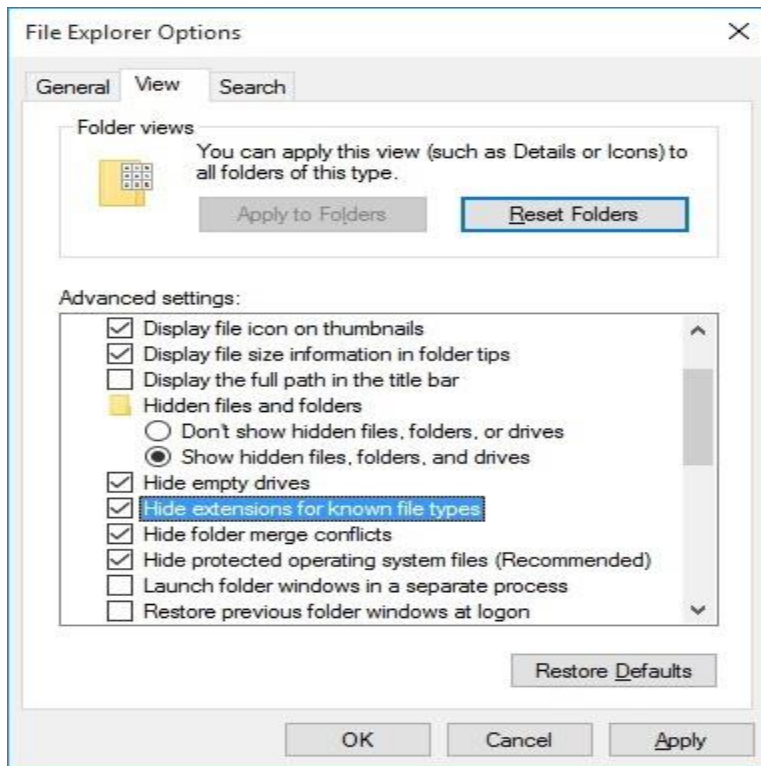 File Explorer Options
General View Search
Folder views
You can apply this view (such as Details or Icons) to
all folders of this type.
Apply to Folders Reset Folders
Advanced settings:
Display file icon on thumbnails
Display file size information in folder tips
Display the full path in the title bar
Hidden files and folders
Don't show hidden files, folders, or drives
Show hidden files, folders, and drives
Hide empty drives
Hide extensions for known file types
Hide folder merge conflicts
Hide protected operating system files (Recommended)
Launch folder windows in a separate process
Restore previous folder windows at logon
Restore Defaults
OK Cancel Apply